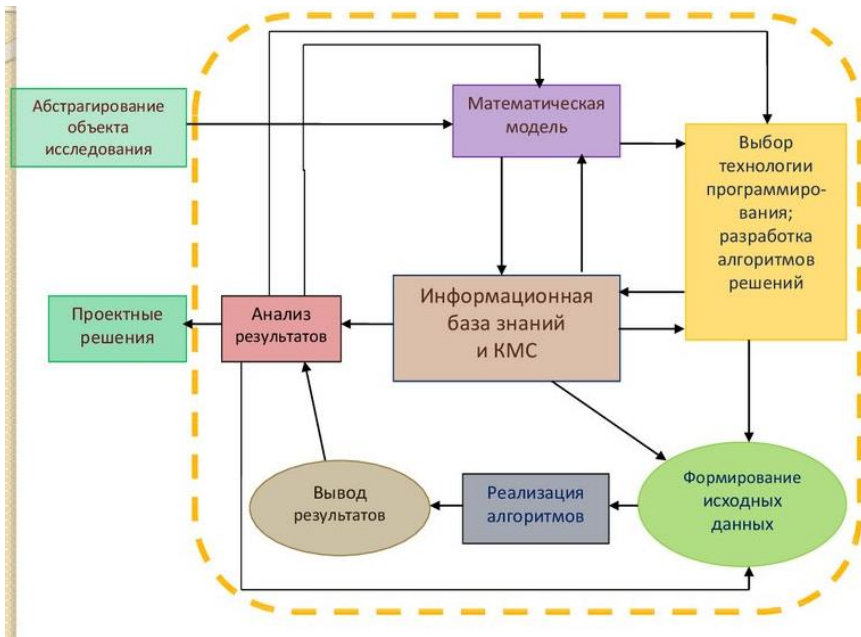 Абстрагирование
объекта
исследования
Математическая
модель
Выбор
технологии
программиро-
вания;
разработка
алгоритмов
решений
Проектные
решения
Анализ
результатов
Информационная
база знаний
и КМС
Вывод
результатов
Реализация
алгоритмов
Формирование
исходных
данных